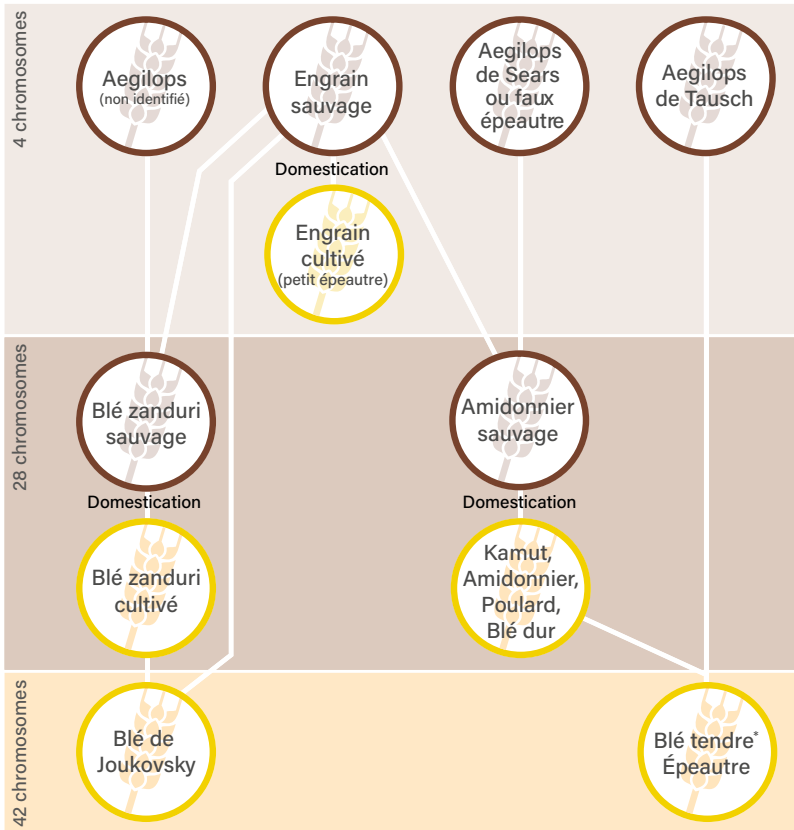 4 chromosomes
Aegilops
(non identifié)
Engrain
sauvage
Aegilops
de Sears
ou faux
épeautre
Aegilops
de Tausch
Domestication
Engrain
cultivé
(petit épeautre)
28 chromosomes
Blé zanduri
sauvage
Amidonnier
sauvage
Domestication
Domestication
Blé zanduri
cultivé
Kamut,
Amidonnier,
Poulard,
Blé dur
42 chromosomes
Blé de
Joukovsky
Blé tendre*
Épeautre